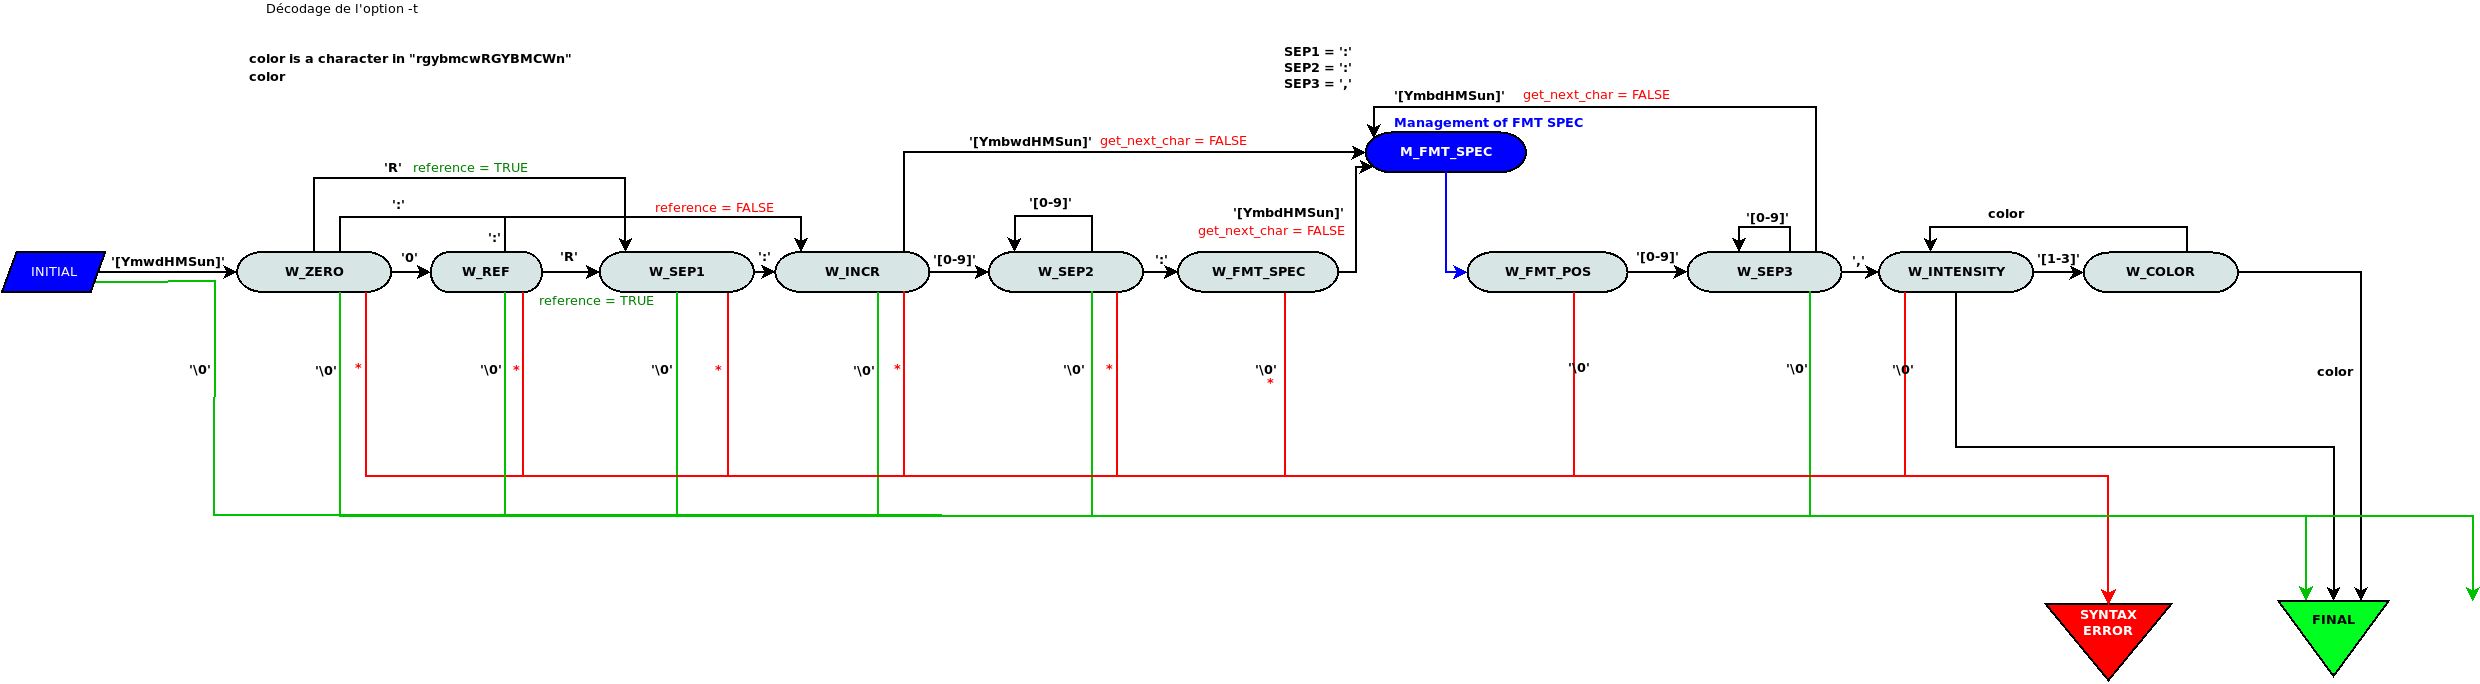 Décodage de l'option -t
color is a character in "rgybmcwRGYBMCWn"
color
SEP1 = ':'
SEP2 = ':'
SEP3 = ','
'[YmbdHMSun]' get_next_char = FALSE
Management of FMT SPEC
M_FMT_SPEC
'[YmbwdHMSun]' get_next_char = FALSE
'R' reference = TRUE
':'
reference = FALSE
'[0-9]'
'[YmbdHMSun]'
get_next_char = FALSE
'[0-9]'
color
':'
INITIAL
'[YmwdHMSun]'
W_ZERO
'0'
W_REF
'R'
W_SEP1
':'
W_INCR
'[0-9]'
W_SEP2
':'
W_FMT_SPEC
W_FMT_POS
'[0-9]'
W_SEP3
','
W_INTENSITY
'[1-3]'
W_COLOR
reference = TRUE
'\0'
'\0' *
'\0' *
'\0' *
'\0' *
'\0' *
'\0'
*
'\0'
'\0'
'\0'
color
SYNTAX
ERROR
FINAL